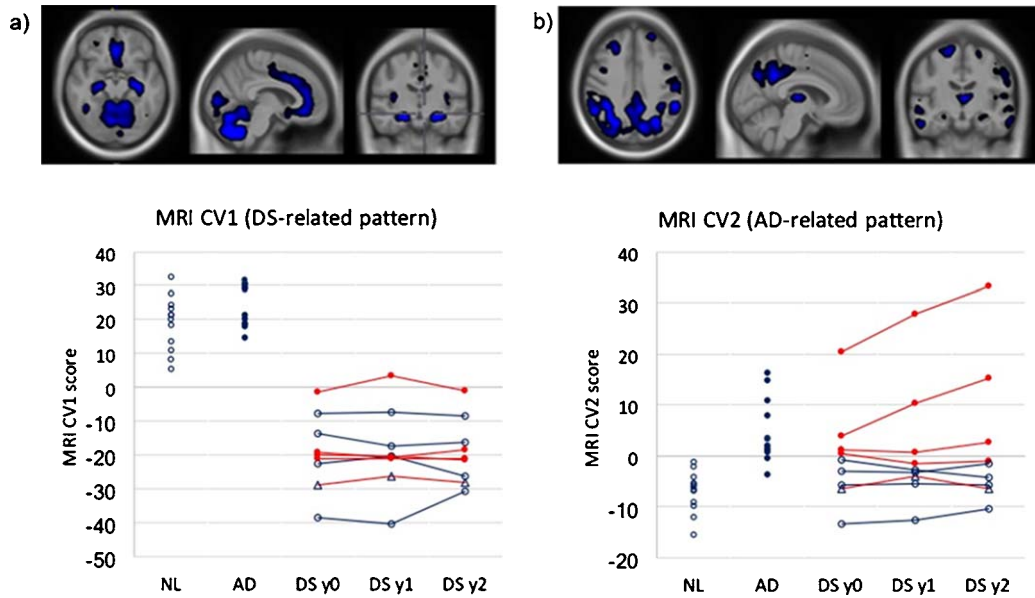 a)
b)
MRI CV1 (DS-related pattern)
MRI CV1 score
40
30
20
10
0
-10
-20
-30
-40
-50
NL AD DS y0 DS y1 DS y2
MRI CV2 (AD-related pattern)
MRI CV2 score
40
30
20
10
0
-10
-20
NL AD DS y0 DS y1 DS y2